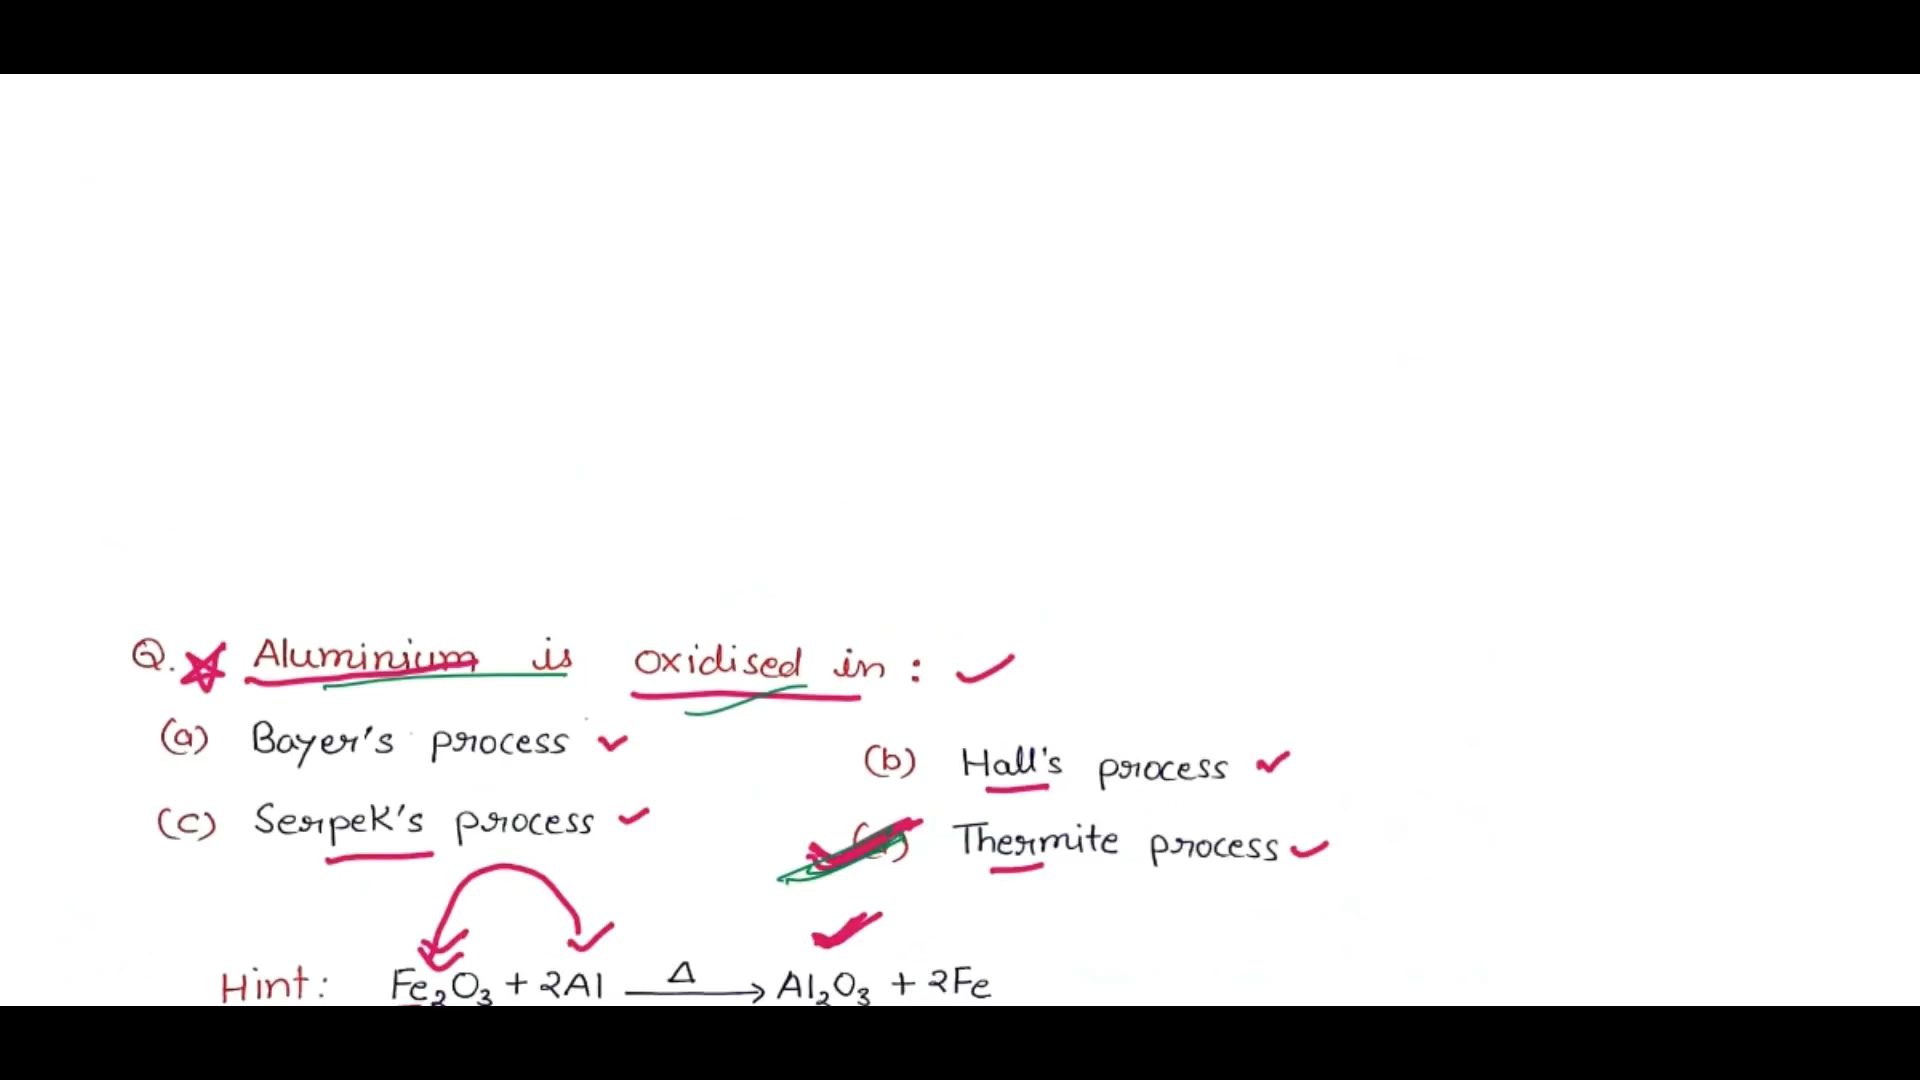 Q. Aluminium is oxidised in :
(a) Bayer's process
(b) Hall's process
(c) Serpek's process
Thermite process
Hint: Fe₂O₃ + 2Al —Δ→ Al₂O₃ + 2Fe